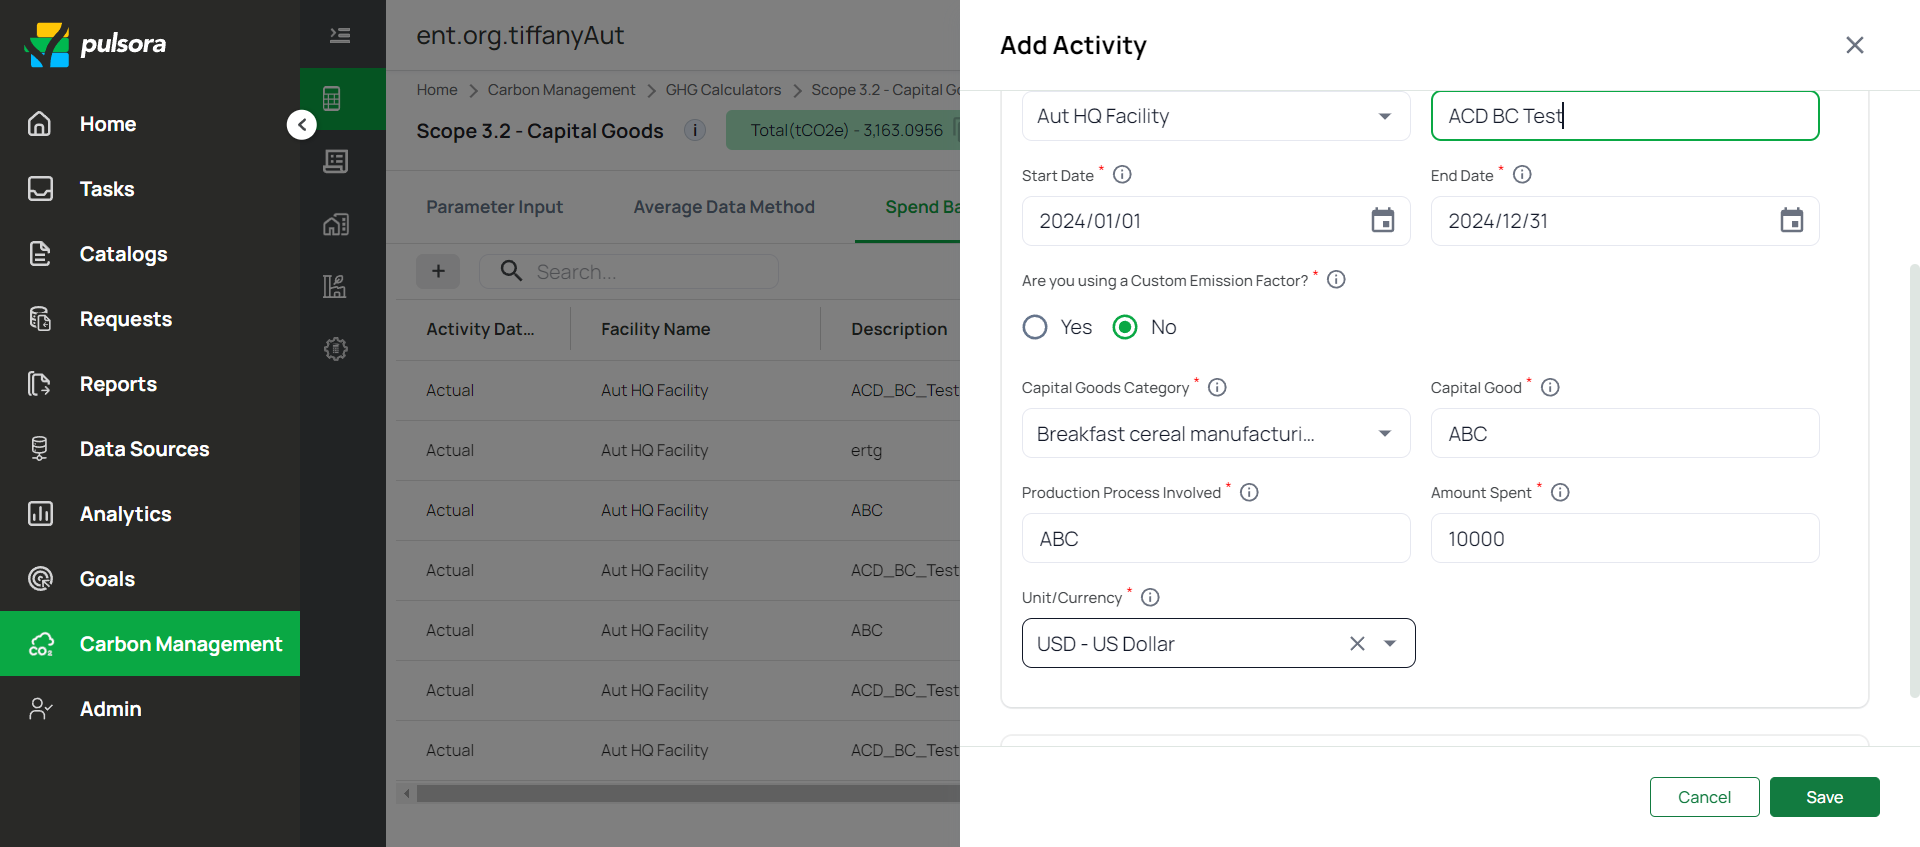 pulsora
Home
Tasks
Catalogs
Requests
Reports
Data Sources
Analytics
Goals
Carbon Management
Admin
ent.org.tiffanyAut
Home > Carbon Management > GHG Calculators > Scope 3.2 - Capital Go
Scope 3.2 - Capital Goods
Total(tCO2e) - 3,163.0956
Parameter Input Average Data Method Spend Ba
+ Search...
Activity Dat... Facility Name Description
Actual Aut HQ Facility ACD_BC_Test
Actual Aut HQ Facility ertg
Actual Aut HQ Facility ABC
Actual Aut HQ Facility ACD_BC_Test
Actual Aut HQ Facility ABC
Actual Aut HQ Facility ACD_BC_Test
Actual Aut HQ Facility ACD_BC_Test
Add Activity
Aut HQ Facility ACD BC Test
Start Date * End Date *
2024/01/01 2024/12/31
Are you using a Custom Emission Factor? *
Yes No
Capital Goods Category * Capital Good *
Breakfast cereal manufacturi... ABC
Production Process Involved * Amount Spent *
ABC 10000
Unit/Currency *
USD - US Dollar
Cancel Save